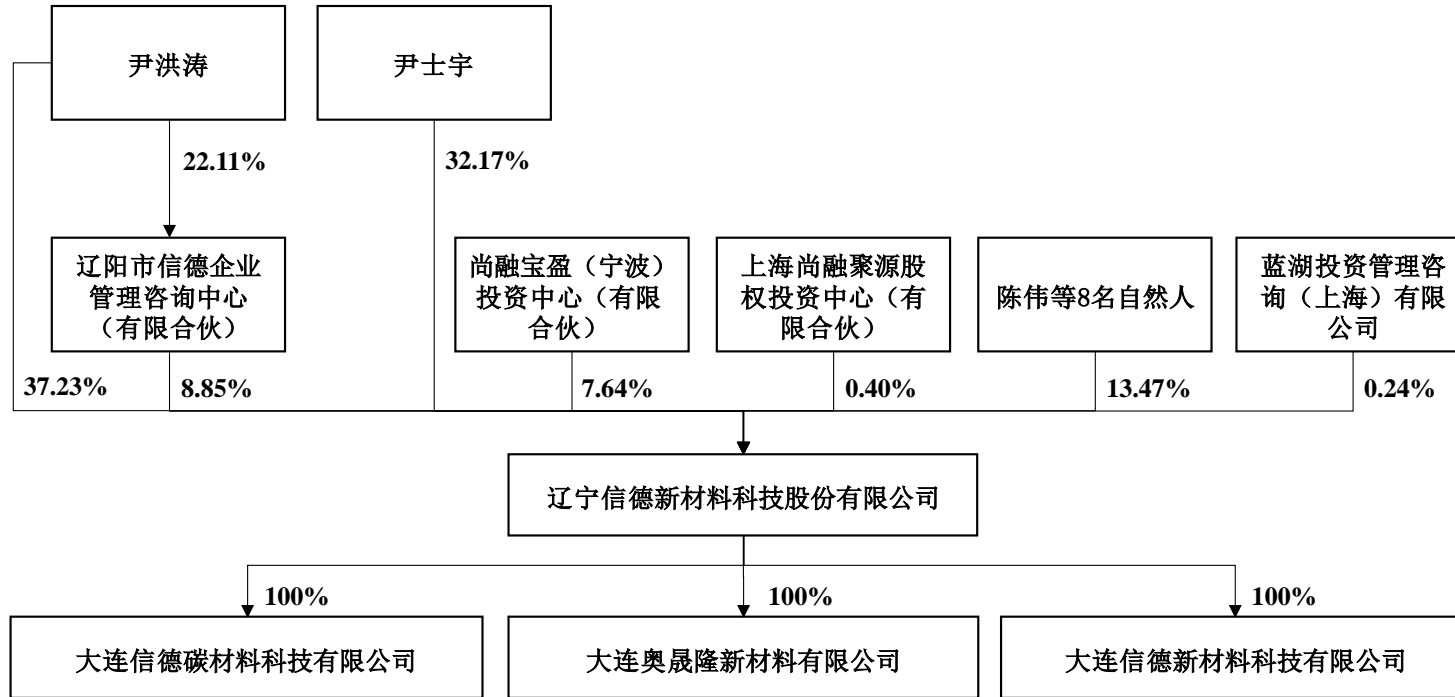 尹洪涛
尹士宇
22.11%
32.17%
辽阳市信德企业
管理咨询中心
（有限合伙）
尚融宝盈（宁波）
投资中心（有限
合伙）
上海尚融聚源股
权投资中心（有
限合伙）
陈伟等8名自然人
蓝湖投资管理咨
询（上海）有限
公司
37.23%
8.85%
7.64%
0.40%
13.47%
0.24%
辽宁信德新材料科技股份有限公司
100%
100%
100%
大连信德碳材料科技有限公司
大连奥晟隆新材料有限公司
大连信德新材料科技有限公司